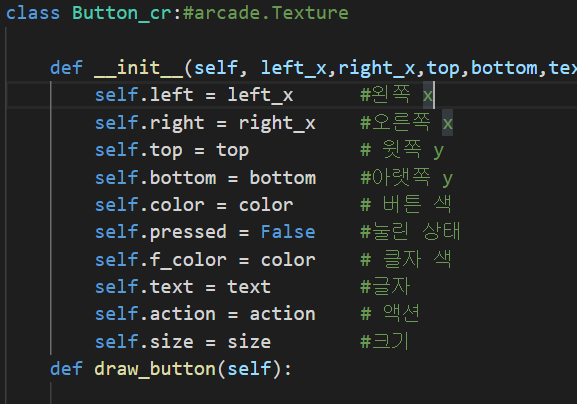 class Button_cr:#arcade.Texture
def __init__(self, left_x,right_x,top,bottom,tex
self.left = left_x #왼쪽 x
self.right = right_x #오른쪽 x
self.top = top # 윗쪽 y
self.bottom = bottom #아랫쪽 y
self.color = color # 버튼 색
self.pressed = False #눌린 상태
self.f_color = color # 클자 색
self.text = text #글자
self.action = action # 액션
self.size = size #크기
def draw_button(self):